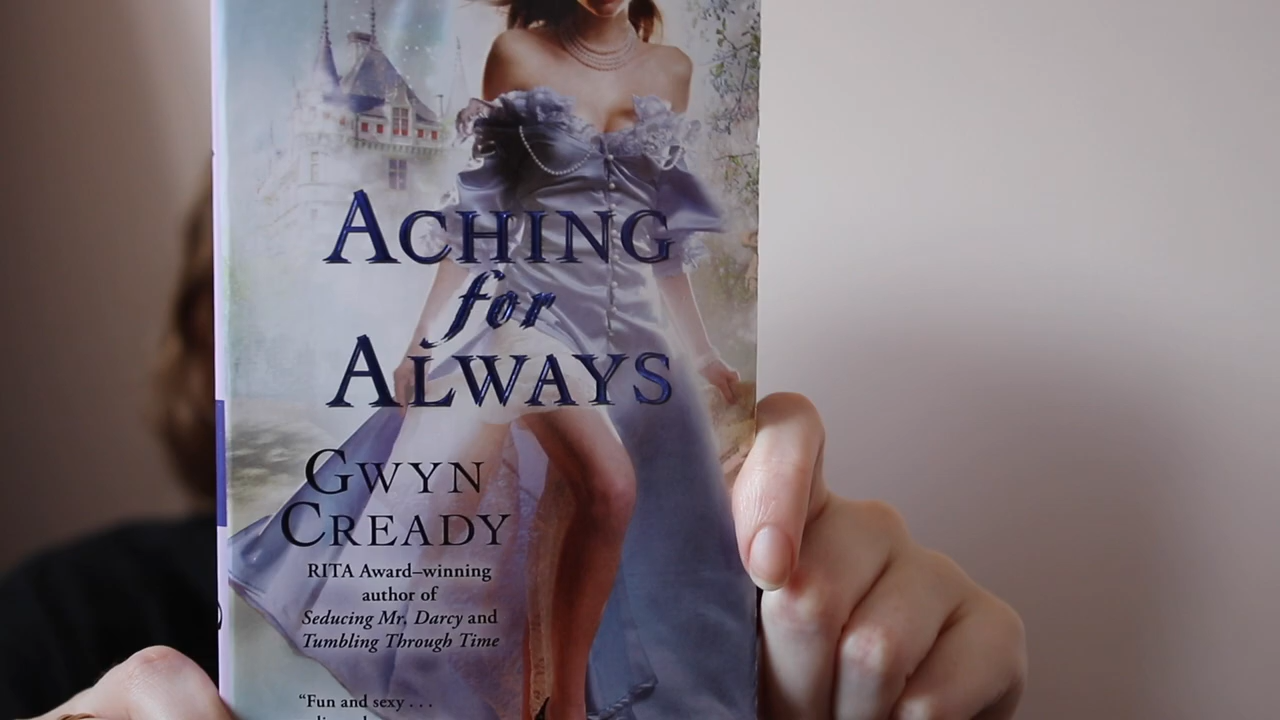 ACHING
for
ALWAYS
GWYN
CREADY
RITA Award–winning
author of
Seducing Mr. Darcy and
Tumbling Through Time
“Fun and sexy . . .